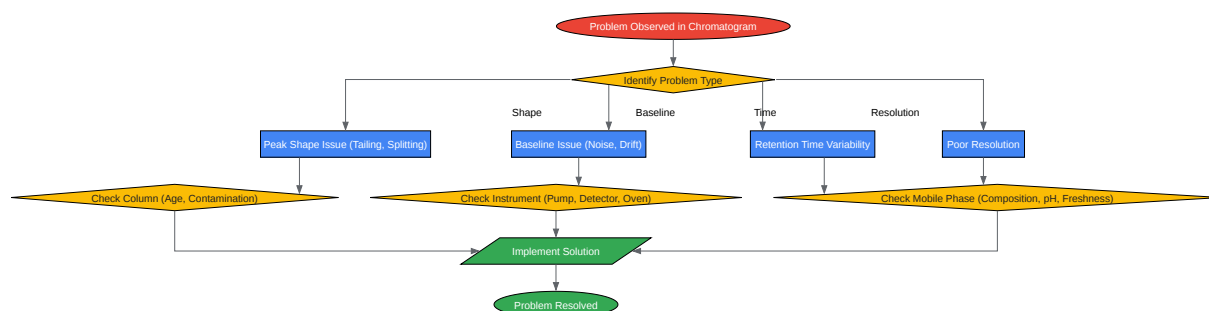 Problem Observed in Chromatogram
Identify Problem Type
Shape
Baseline
Time
Resolution
Peak Shape Issue (Tailing, Splitting)
Baseline Issue (Noise, Drift)
Retention Time Variability
Poor Resolution
Check Column (Age, Contamination)
Check Instrument (Pump, Detector, Oven)
Check Mobile Phase (Composition, pH, Freshness)
Implement Solution
Problem Resolved